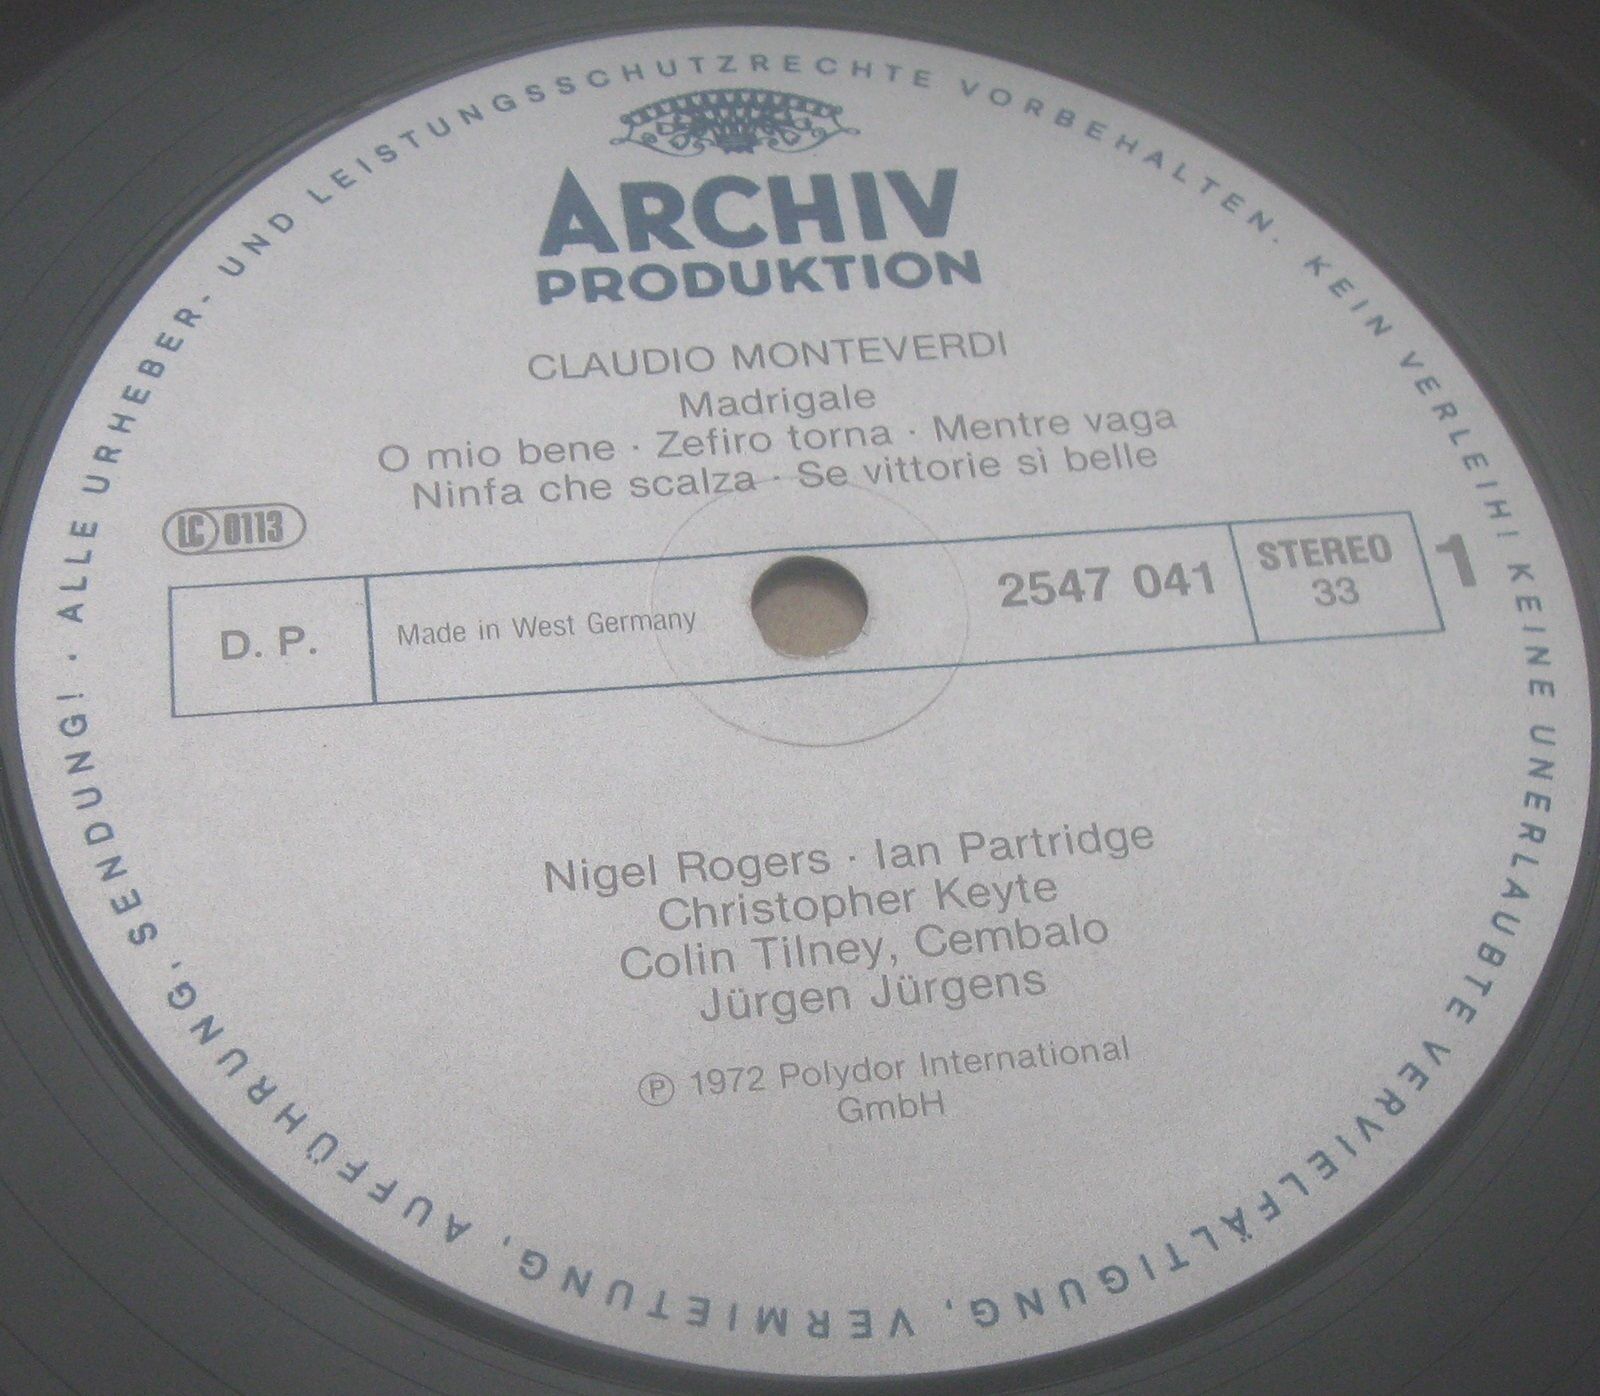 ALLE URHEBER- UND LEISTUNGSSCHUTZRECHTE VORBEHALTEN. KEIN VERLEIH! KEINE UNERLAUBTE VERVIELFÄLTIGUNG, VERMIETUNG, AUFFÜHRUNG, SENDUNG! ·
ARCHIV
PRODUKTION
CLAUDIO MONTEVERDI
Madrigale
O mio bene · Zefiro torna · Mentre vaga
Ninfa che scalza · Se vittorie sì belle
LC 0113
D. P.
Made in West Germany
2547 041
STEREO
33
1
Nigel Rogers · Ian Partridge
Christopher Keyte
Colin Tilney, Cembalo
Jürgen Jürgens
Ⓟ 1972 Polydor International
GmbH